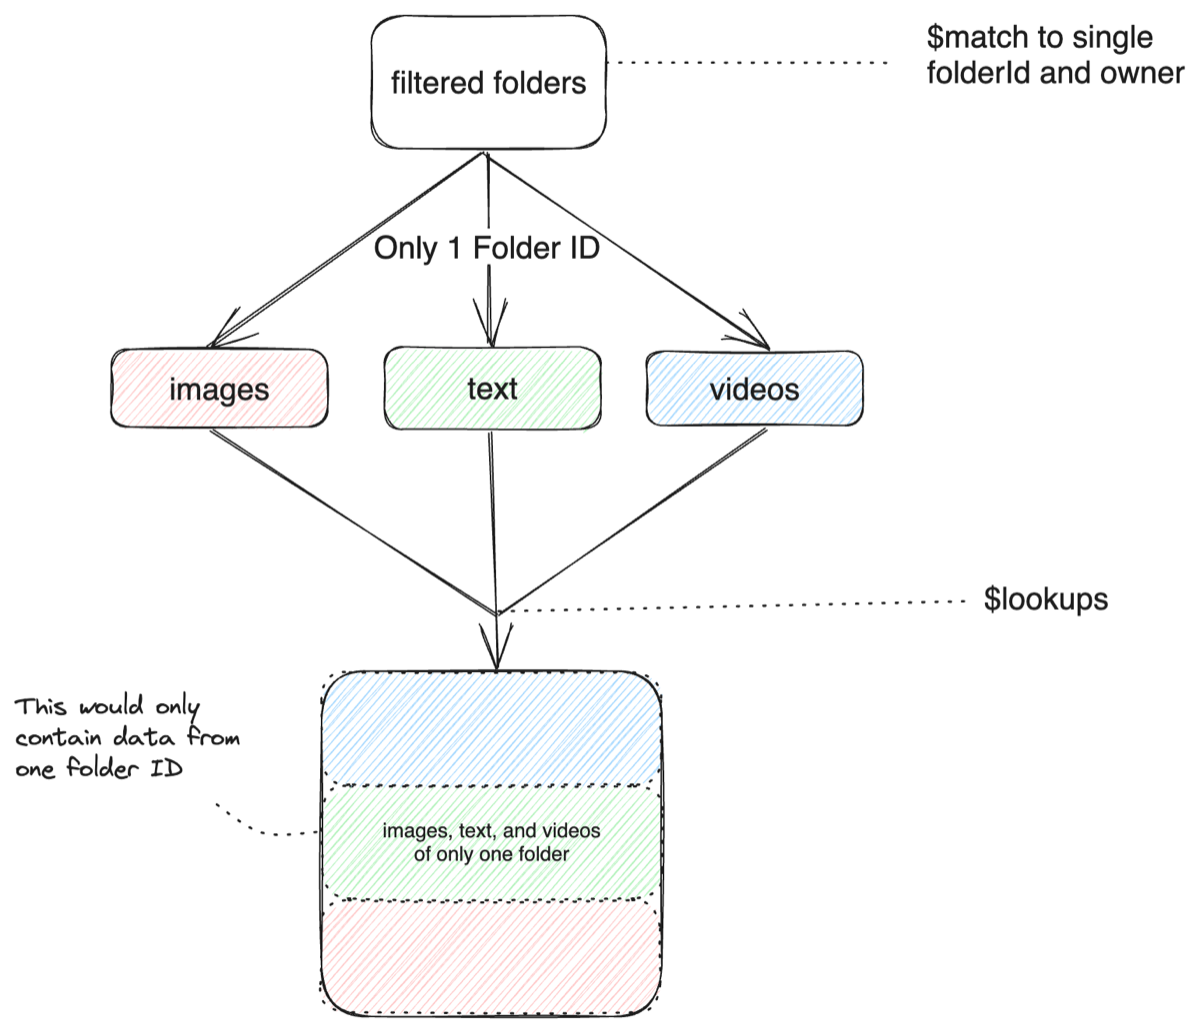 $match to single
folderId and owner
filtered folders
Only 1 Folder ID
images
text
videos
$lookups
This would only
contain data from
one folder ID
images, text, and videos
of only one folder